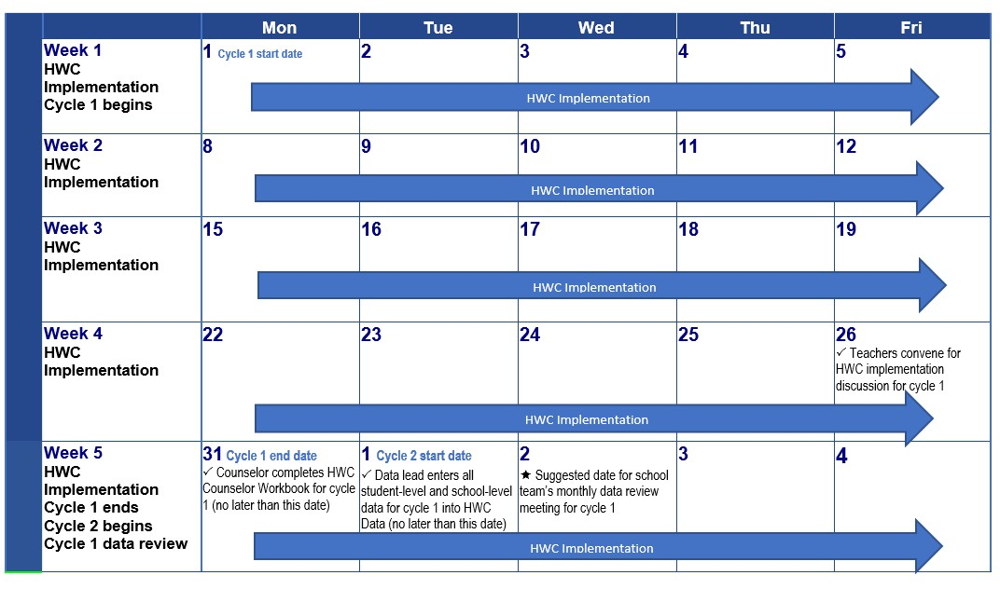 Mon Tue Wed Thu Fri
Week 1
HWC
Implementation
Cycle 1 begins
1 Cycle 1 start date
2
3
4
5
HWC Implementation
Week 2
HWC
Implementation
8
9
10
11
12
HWC Implementation
Week 3
HWC
Implementation
15
16
17
18
19
HWC Implementation
Week 4
HWC
Implementation
22
23
24
25
26
✓ Teachers convene for
HWC implementation
discussion for cycle 1
HWC Implementation
Week 5
HWC
Implementation
Cycle 1 ends
Cycle 2 begins
Cycle 1 data review
31 Cycle 1 end date
✓ Counselor completes HWC
Counselor Workbook for cycle
1 (no later than this date)
1 Cycle 2 start date
✓ Data lead enters all
student-level and school-level
data for cycle 1 into HWC
Data (no later than this date)
2
★ Suggested date for school
team's monthly data review
meeting for cycle 1
3
4
HWC Implementation